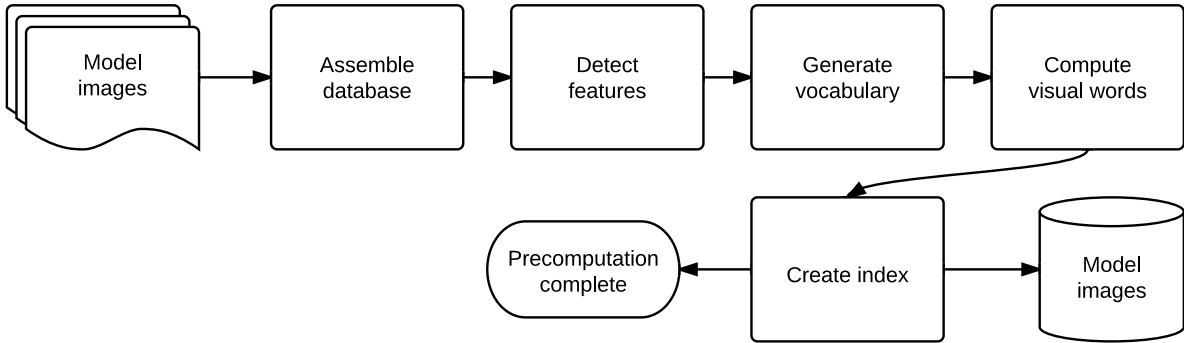 Model
images
Assemble
database
Detect
features
Generate
vocabulary
Compute
visual words
Precomputation
complete
Create index
Model
images